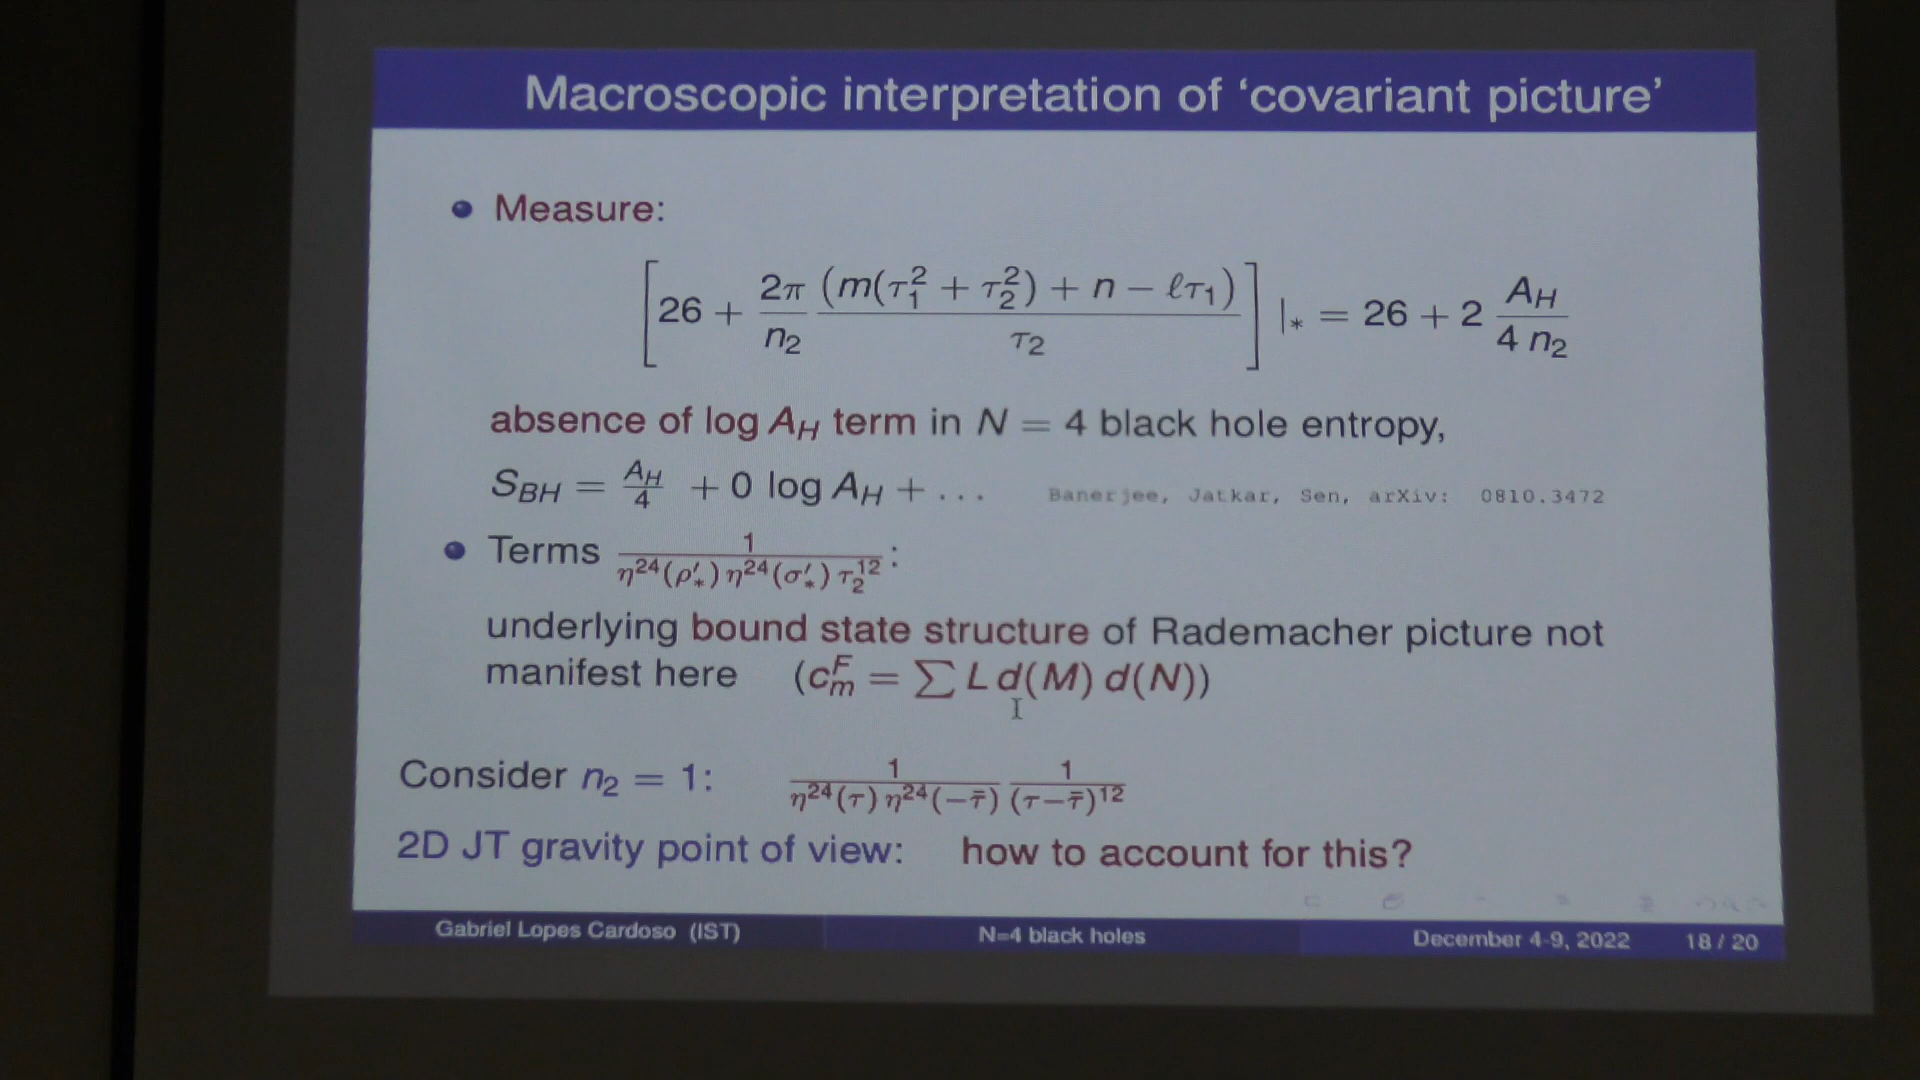 Macroscopic interpretation of ‘covariant picture’
• Measure:
[26 + 2π/n₂ (m(τ₁² + τ₂²) + n − ℓτ₁)/τ₂] |* = 26 + 2 A_H/(4 n₂)
absence of log A_H term in N = 4 black hole entropy,
S_BH = A_H/4 + 0 log A_H + ... Banerjee, Jatkar, Sen, arXiv: 0810.3472
• Terms 1/(η²⁴(ρ′*) η²⁴(σ′*) τ₂¹²) :
underlying bound state structure of Rademacher picture not
manifest here (c_m^F = ∑ L d(M) d(N))
Consider n₂ = 1: 1/(η²⁴(τ) η²⁴(−τ̄)) 1/(τ−τ̄)¹²
2D JT gravity point of view: how to account for this?
Gabriel Lopes Cardoso (IST) N=4 black holes December 4-9, 2022 18 / 20